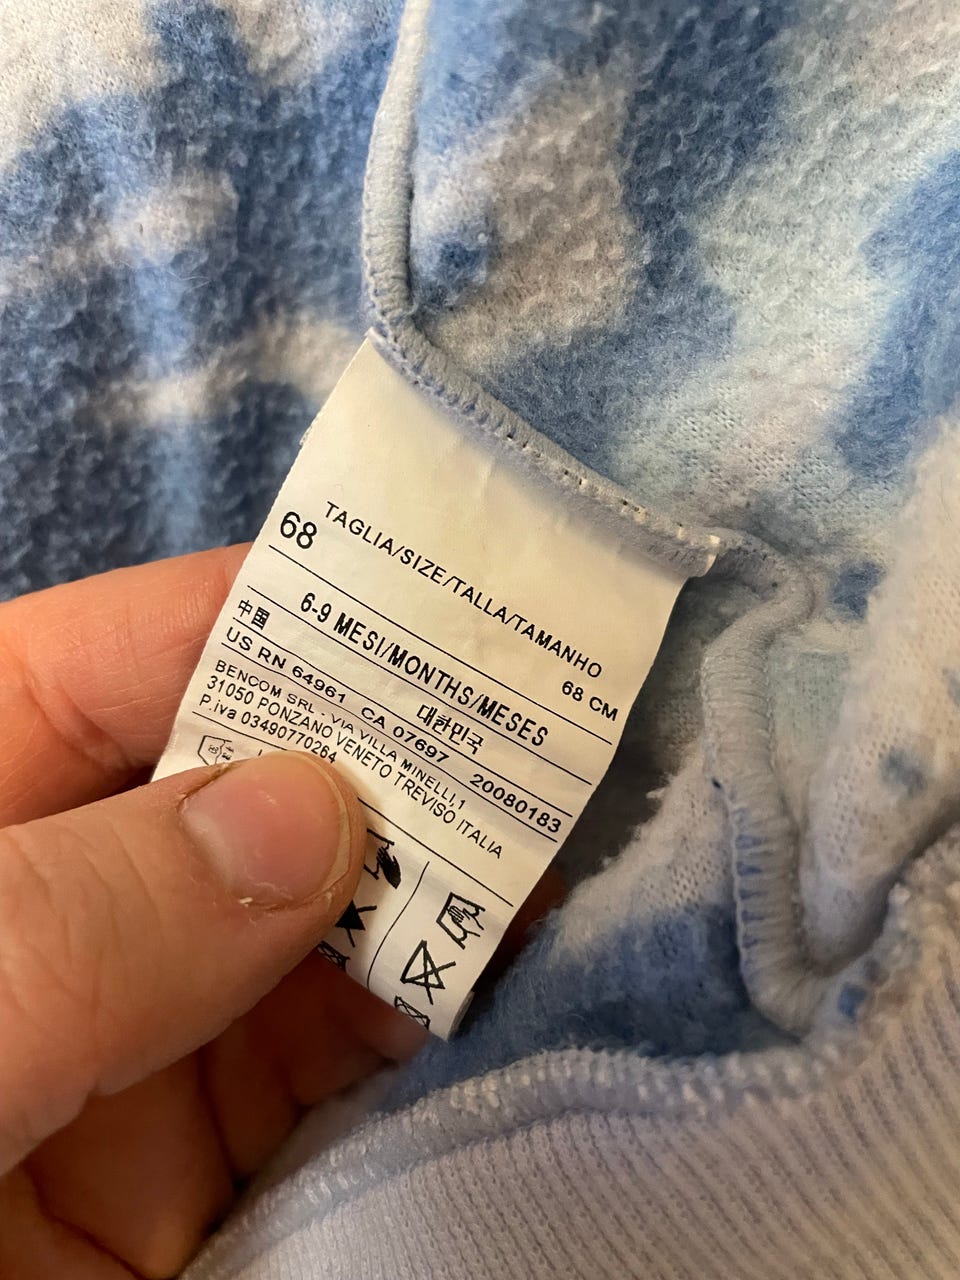 TAGLIA/SIZE/TALLA/TAMANHO
68 68 CM
6-9 MESI/MONTHS/MESES
中国 대한민국
US RN 64961 CA 07697 20080183
BENCOM SRL. VIA VILLA MINELLI,1
31050 PONZANO VENETO TREVISO ITALIA
P.iva 03490770264